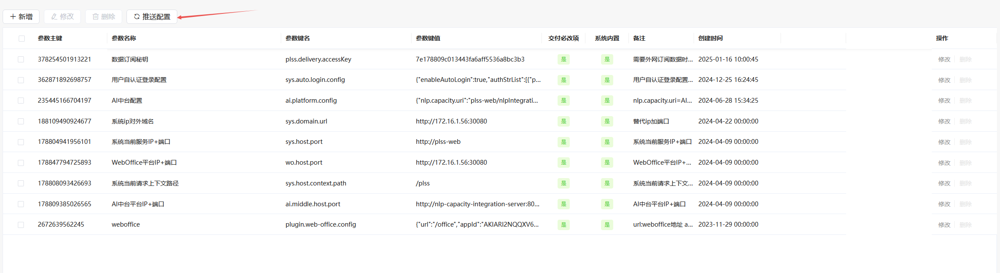 新增 修改 删除 推送配置
参数主键 参数名称 参数键名 参数键值 交付必改项 系统内置 备注 创建时间 操作
378254501913221 数据订阅秘钥 plss.delivery.accessKey 7e178809c013443fa6aff5536a8bc3b3 是 是 需要外网订阅数据时... 2025-01-16 10:00:45 修改 删除
362871892698757 用户自认证登录配置 sys.auto.login.config {"enableAutoLogin":true,"authStrList":[{"p... 是 是 用户自认证登录配置... 2024-12-25 16:24:45 修改 删除
235445166704197 AI中台配置 ai.platform.config {"nlp.capacity.uri":"plss-web/nlpIntegrati... 是 是 nlp.capacity.uri=AI... 2024-06-28 15:34:25 修改 删除
188109490924677 系统ip对外域名 sys.domain.url http://172.16.1.56:30080 是 是 替代ip加端口 2024-04-22 00:00:00 修改 删除
178804941956101 系统当前服务IP+端口 sys.host.port http://plss-web 是 是 系统当前服务IP+端口 2024-04-09 00:00:00 修改 删除
178847794725893 WebOffice平台IP+端口 wo.host.port http://172.16.1.56:30080 是 是 WebOffice平台IP+... 2024-04-09 00:00:00 修改 删除
178808093426693 系统当前请求上下文路径 sys.host.context.path /plss 是 是 系统当前请求上下文... 2024-04-09 00:00:00 修改 删除
178809385026565 AI中台平台IP+端口 ai.middle.host.port http://nlp-capacity-integration-server:80... 是 是 AI中台平台IP+端口 2024-04-09 00:00:00 修改 删除
2672639562245 weboffice plugin.web-office.config {"url":"/office","appId":"AKIARI2NQQXV6... 是 是 url:weboffice地址 a... 2023-11-29 00:00:00 修改 删除